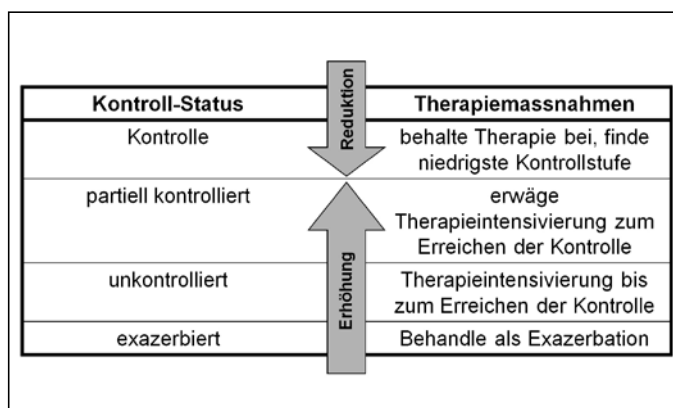 Kontroll-Status
Reduktion
Therapiemassnahmen
Kontrolle
behalte Therapie bei, finde
niedrigste Kontrollstufe
partiell kontrolliert
erwäge
Therapieintensivierung zum
Erreichen der Kontrolle
Erhöhung
unkontrolliert
Therapieintensivierung bis
zum Erreichen der Kontrolle
exazerbiert
Behandle als Exazerbation